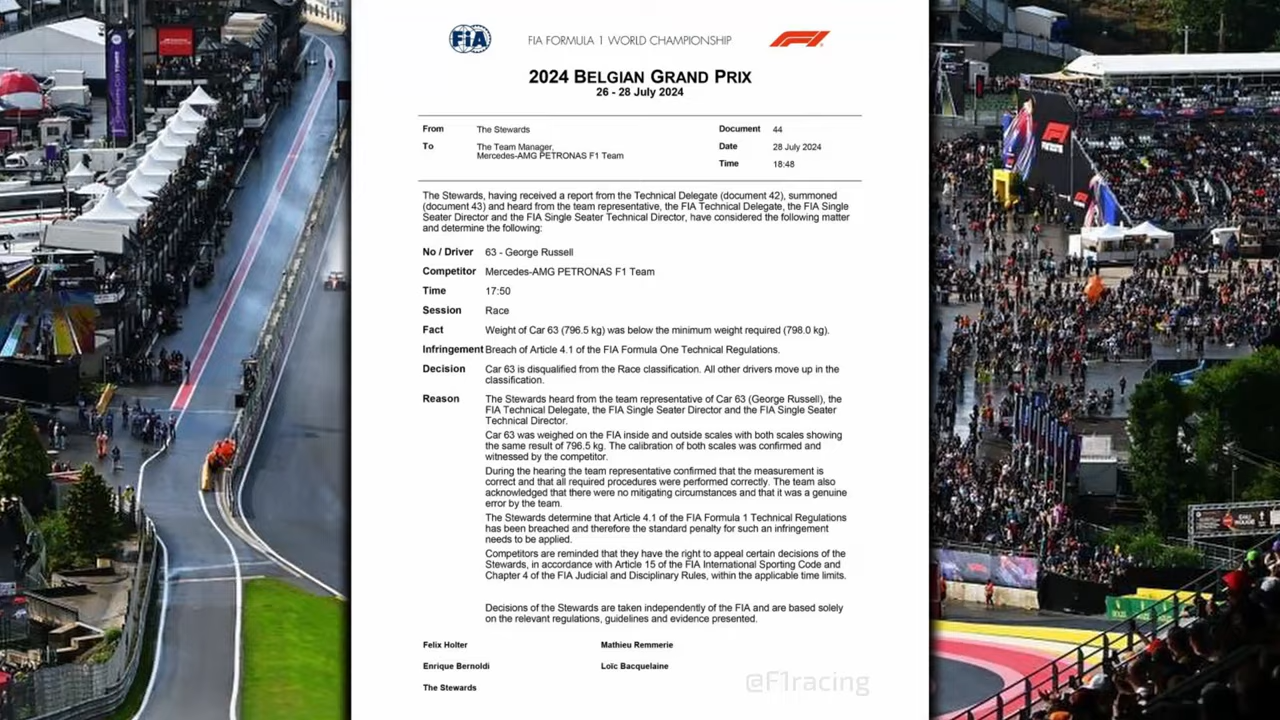 FIA
FIA FORMULA 1 WORLD CHAMPIONSHIP
F1
2024 BELGIAN GRAND PRIX
26 - 28 July 2024
From The Stewards
Document 44
To The Team Manager,
Mercedes-AMG PETRONAS F1 Team
Date 28 July 2024
Time 18:48
The Stewards, having received a report from the Technical Delegate (document 42), summoned
(document 43) and heard from the team representative, the FIA Technical Delegate, the FIA Single
Seater Director and the FIA Single Seater Technical Director, have considered the following matter
and determine the following:
No / Driver 63 - George Russell
Competitor Mercedes-AMG PETRONAS F1 Team
Time 17:50
Session Race
Fact Weight of Car 63 (796.5 kg) was below the minimum weight required (798.0 kg).
Infringement Breach of Article 4.1 of the FIA Formula One Technical Regulations.
Decision Car 63 is disqualified from the Race classification. All other drivers move up in the
classification.
Reason The Stewards heard from the team representative of Car 63 (George Russell), the
FIA Technical Delegate, the FIA Single Seater Director and the FIA Single Seater
Technical Director.
Car 63 was weighed on the FIA inside and outside scales with both scales showing
the same result of 796.5 kg. The calibration of both scales was confirmed and
witnessed by the competitor.
During the hearing the team representative confirmed that the measurement is
correct and that all required procedures were performed correctly. The team also
acknowledged that there were no mitigating circumstances and that it was a genuine
error by the team.
The Stewards determine that Article 4.1 of the FIA Formula 1 Technical Regulations
has been breached and therefore the standard penalty for such an infringement
needs to be applied.
Competitors are reminded that they have the right to appeal certain decisions of the
Stewards, in accordance with Article 15 of the FIA International Sporting Code and
Chapter 4 of the FIA Judicial and Disciplinary Rules, within the applicable time limits.
Decisions of the Stewards are taken independently of the FIA and are based solely
on the relevant regulations, guidelines and evidence presented.
Felix Holter
Mathieu Remmerie
Enrique Bernoldi
Loïc Bacquelaine
The Stewards
@F1racing